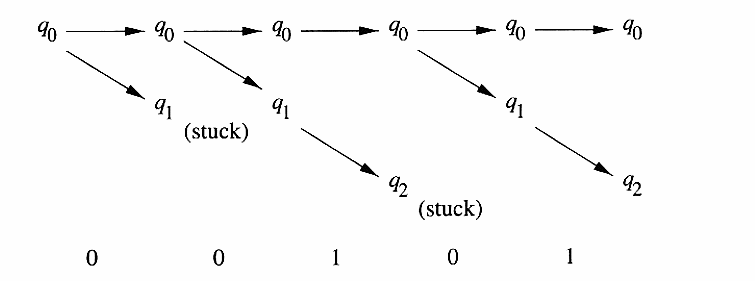 q0 q0 q0 q0 q0 q0
q1 q1 q1
(stuck)
q2 q2
(stuck)
0 0 1 0 1